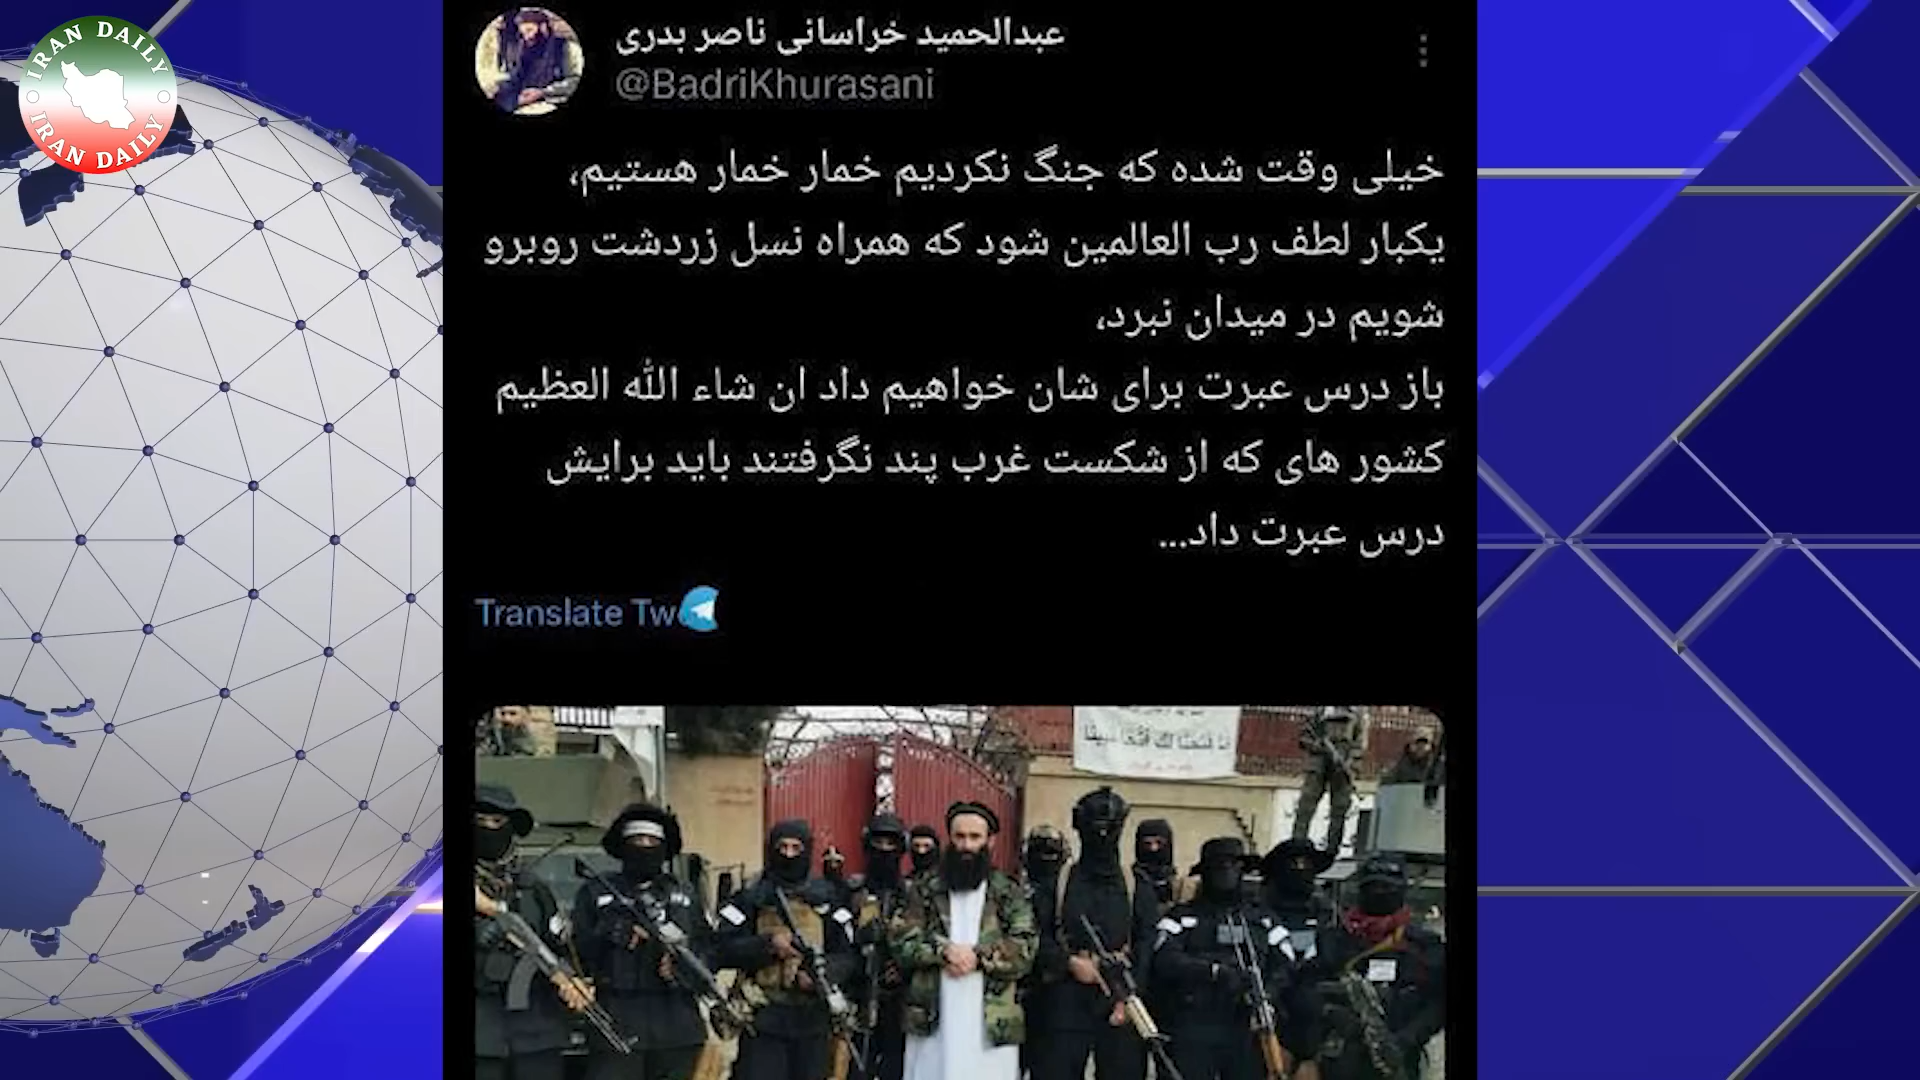 IRAN DAILY
IRAN DAILY
عبدالحمید خراسانی ناصر بدری
@BadriKhurasani
خیلی وقت شده که جنگ نکردیم خمار خمار هستیم،
یکبار لطف رب العالمین شود که همراه نسل زردشت روبرو
شویم در میدان نبرد،
باز درس عبرت برای شان خواهیم داد ان شاء الله العظیم
کشور های که از شکست غرب پند نگرفتند باید برایش
درس عبرت داد...
Translate Tw